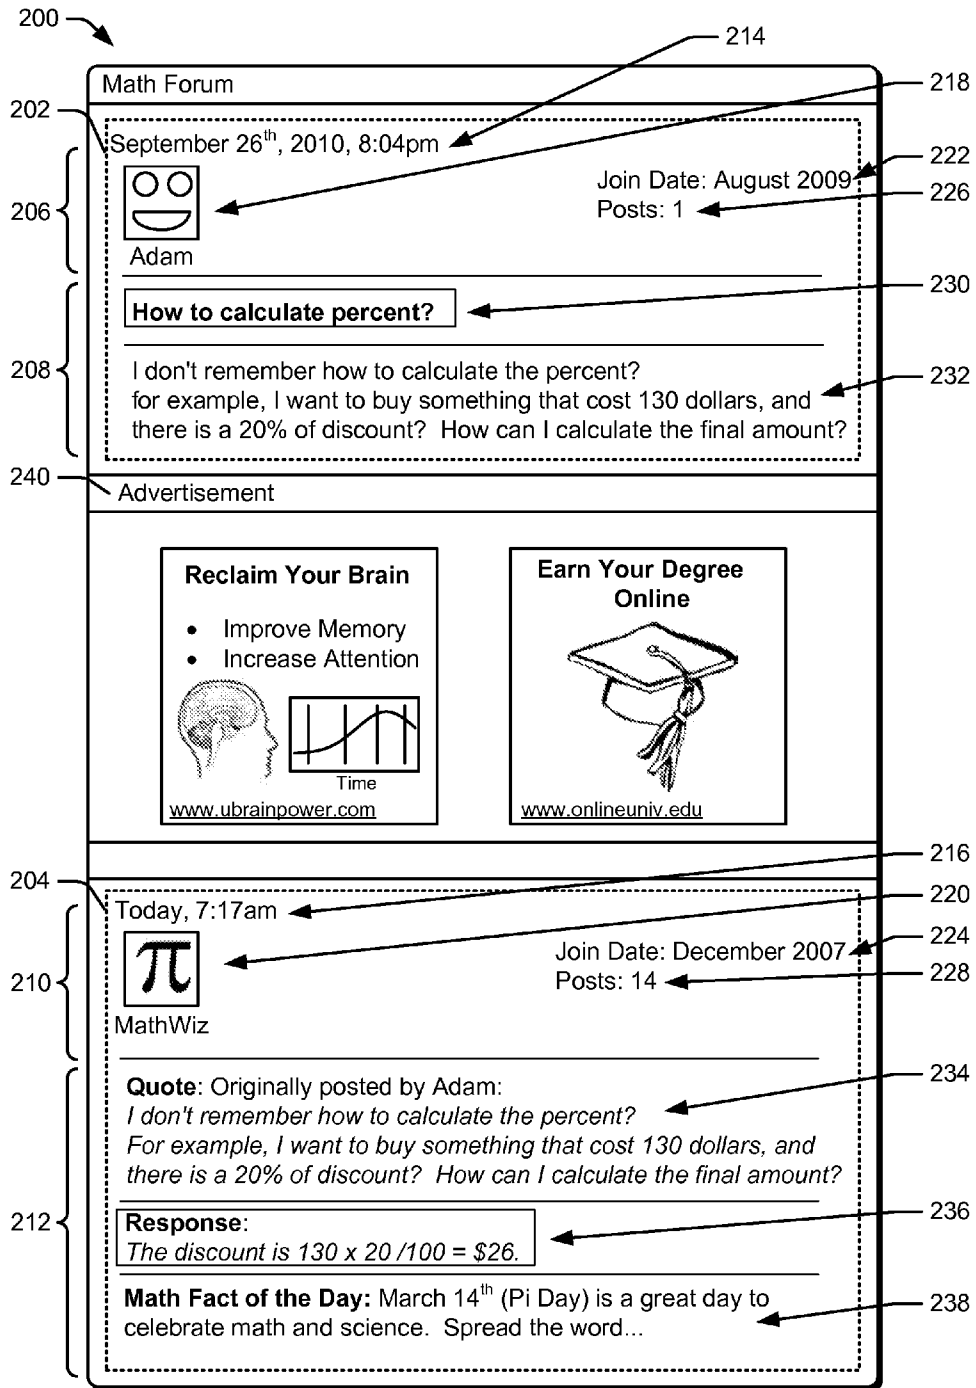 200
214
Math Forum
218
202
September 26th, 2010, 8:04pm
222
Join Date: August 2009
226
Posts: 1
206
Adam
230
How to calculate percent?
208
I don't remember how to calculate the percent?
232
for example, I want to buy something that cost 130 dollars, and
there is a 20% of discount? How can I calculate the final amount?
240
Advertisement
Reclaim Your Brain
• Improve Memory
• Increase Attention
Time
www.ubrainpower.com
Earn Your Degree
Online
www.onlineuniv.edu
216
204
220
Today, 7:17am
224
Join Date: December 2007
228
Posts: 14
210
π
MathWiz
234
Quote: Originally posted by Adam:
I don't remember how to calculate the percent?
For example, I want to buy something that cost 130 dollars, and
there is a 20% of discount? How can I calculate the final amount?
236
212
Response:
The discount is 130 x 20 /100 = $26.
238
Math Fact of the Day: March 14th (Pi Day) is a great day to
celebrate math and science. Spread the word...